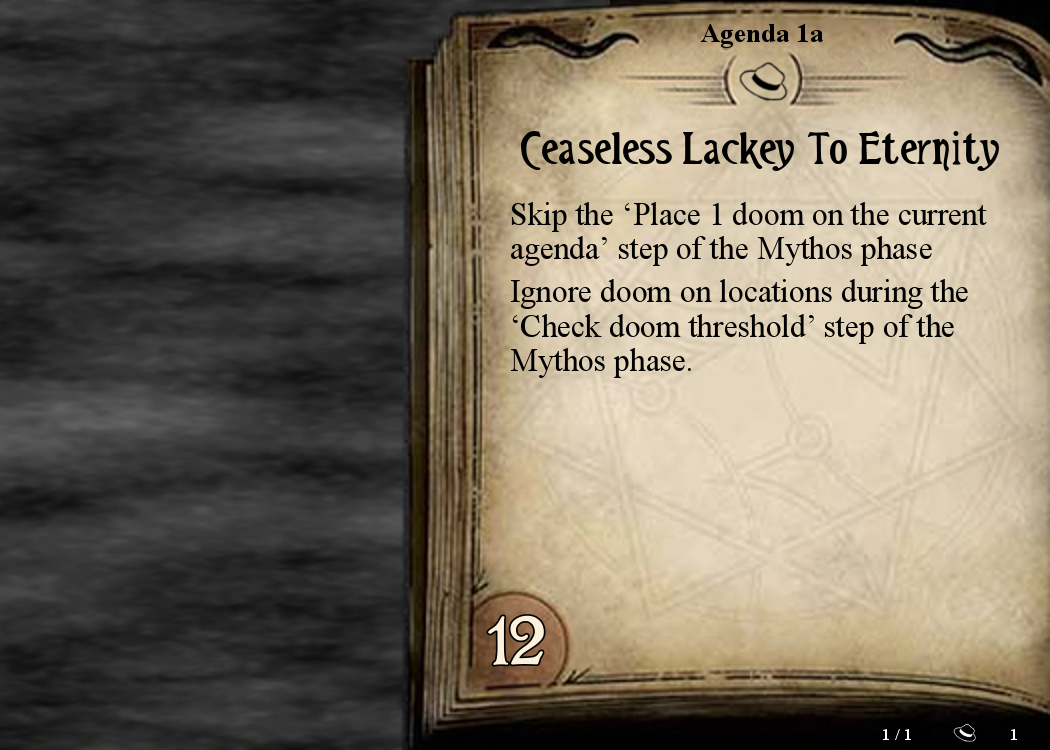 Agenda 1a
Ceaseless Lackey To Eternity
Skip the ‘Place 1 doom on the current
agenda’ step of the Mythos phase
Ignore doom on locations during the
‘Check doom threshold’ step of the
Mythos phase.
12
1 / 1 1